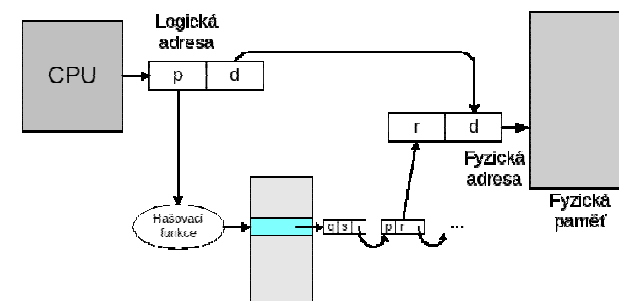 Logická
adresa
CPU
p d
r d
Fyzická
adresa
Fyzická
paměť
Hašovací
funkce
q s
p r
...